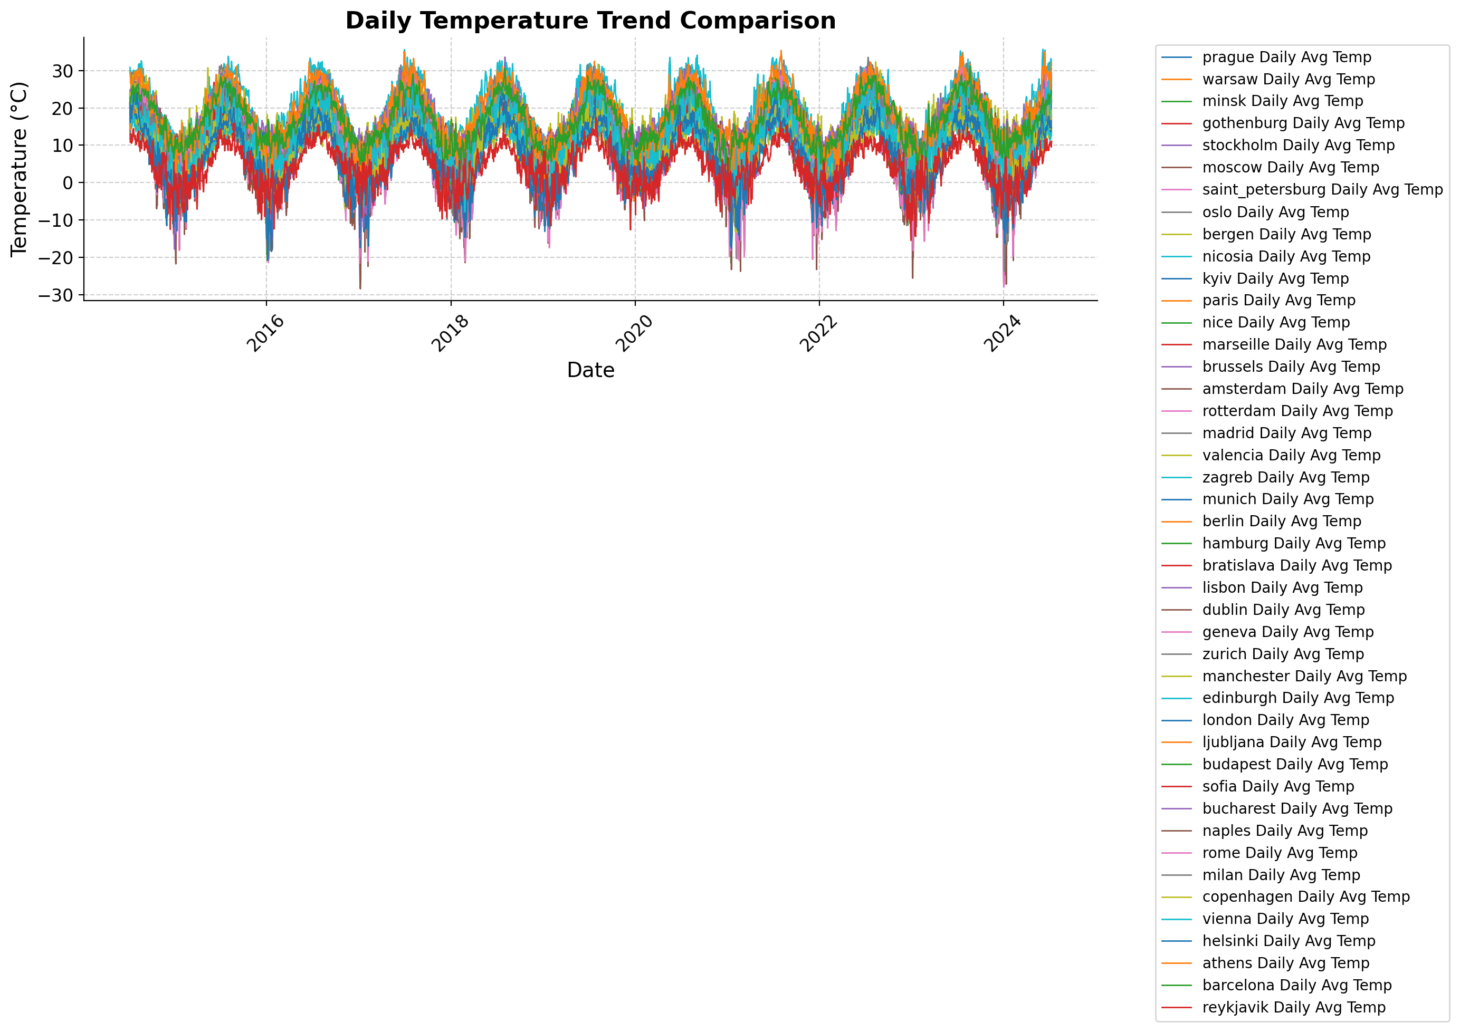 Daily Temperature Trend Comparison
Temperature (°C)
30
20
10
0
−10
−20
−30
2016
2018
2020
2022
2024
Date
prague Daily Avg Temp
warsaw Daily Avg Temp
minsk Daily Avg Temp
gothenburg Daily Avg Temp
stockholm Daily Avg Temp
moscow Daily Avg Temp
saint_petersburg Daily Avg Temp
oslo Daily Avg Temp
bergen Daily Avg Temp
nicosia Daily Avg Temp
kyiv Daily Avg Temp
paris Daily Avg Temp
nice Daily Avg Temp
marseille Daily Avg Temp
brussels Daily Avg Temp
amsterdam Daily Avg Temp
rotterdam Daily Avg Temp
madrid Daily Avg Temp
valencia Daily Avg Temp
zagreb Daily Avg Temp
munich Daily Avg Temp
berlin Daily Avg Temp
hamburg Daily Avg Temp
bratislava Daily Avg Temp
lisbon Daily Avg Temp
dublin Daily Avg Temp
geneva Daily Avg Temp
zurich Daily Avg Temp
manchester Daily Avg Temp
edinburgh Daily Avg Temp
london Daily Avg Temp
ljubljana Daily Avg Temp
budapest Daily Avg Temp
sofia Daily Avg Temp
bucharest Daily Avg Temp
naples Daily Avg Temp
rome Daily Avg Temp
milan Daily Avg Temp
copenhagen Daily Avg Temp
vienna Daily Avg Temp
helsinki Daily Avg Temp
athens Daily Avg Temp
barcelona Daily Avg Temp
reykjavik Daily Avg Temp